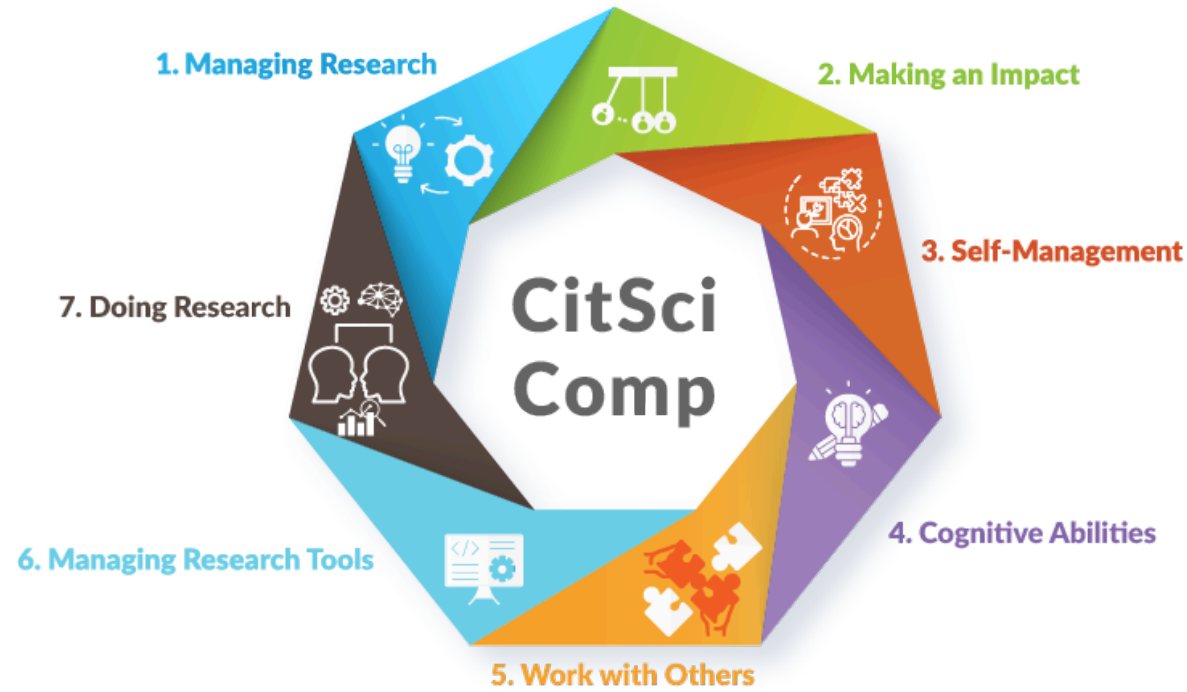 1. Managing Research
2. Making an Impact
3. Self-Management
7. Doing Research
CitSci
Comp
4. Cognitive Abilities
6. Managing Research Tools
</>
5. Work with Others